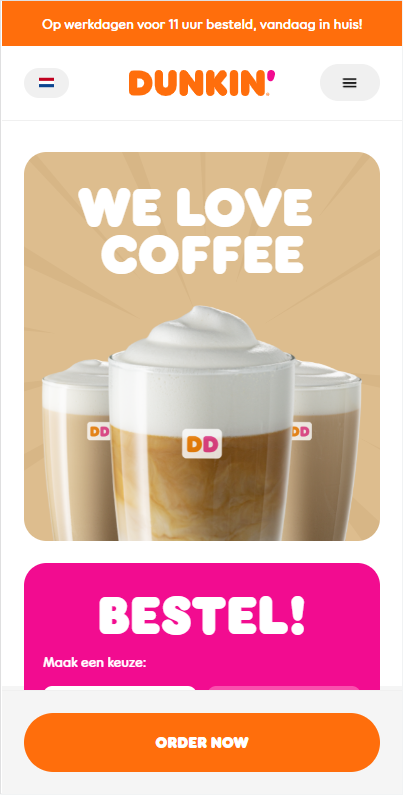 Op werkdagen voor 11 uur besteld, vandaag in huis!
DUNKIN'
WE LOVE
COFFEE
DD
DD
DD
BESTEL!
Maak een keuze:
ORDER NOW